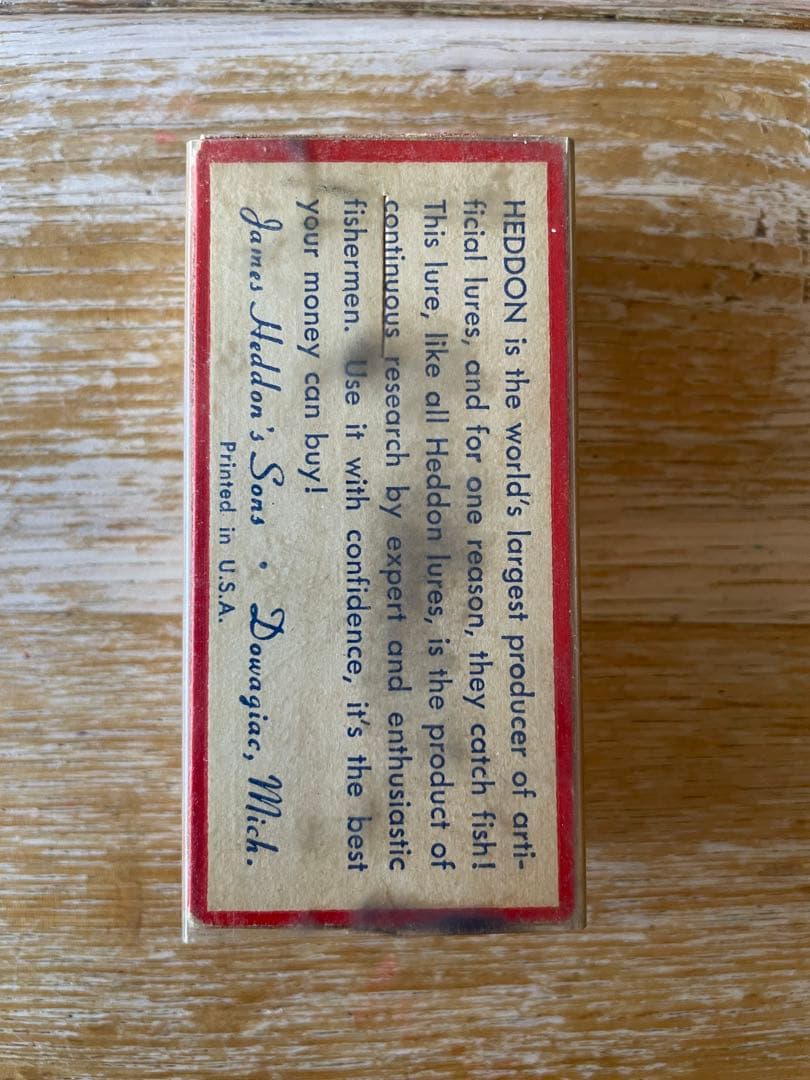 HEDDON is the world's largest producer of arti-
ficial lures, and for one reason, they catch fish!
This lure, like all Heddon lures, is the product of
continuous research by expert and enthusiastic
fishermen. Use it with confidence, it's the best
your money can buy!
James Heddon's Sons • Dowagiac, Mich.
Printed in U.S.A.